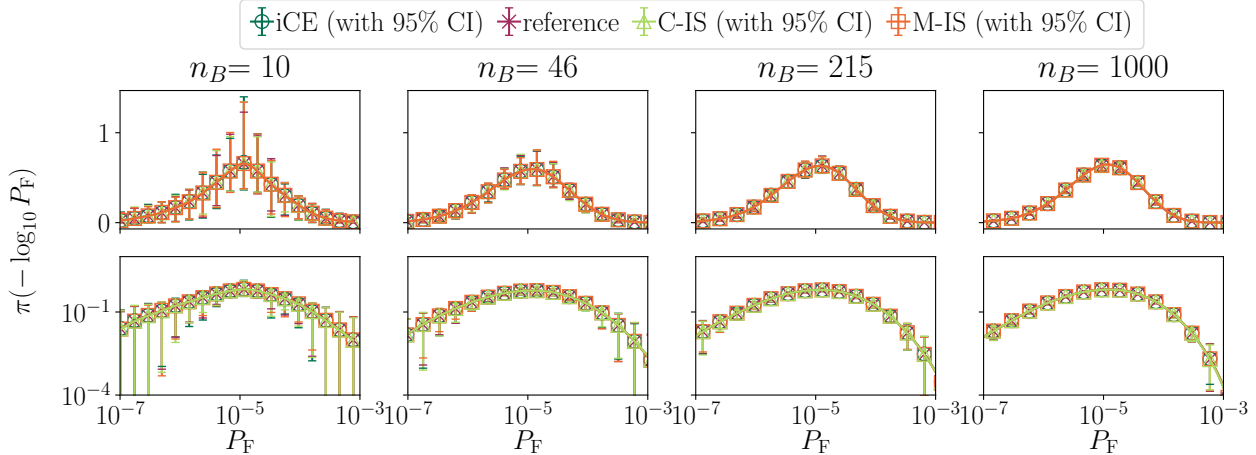 iCE (with 95% CI) reference C-IS (with 95% CI) M-IS (with 95% CI)
n_B = 10 n_B = 46 n_B = 215 n_B = 1000
1
0
π(− log₁₀ P_F)
10⁻¹
10⁻⁴
10⁻⁷ 10⁻⁵ 10⁻³ 10⁻⁷ 10⁻⁵ 10⁻³ 10⁻⁷ 10⁻⁵ 10⁻³ 10⁻⁷ 10⁻⁵ 10⁻³
P_F P_F P_F P_F